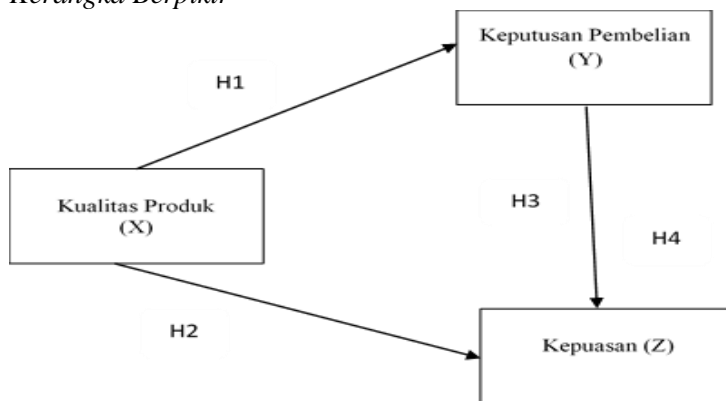 Kerangka Berpikir
Keputusan Pembelian
(Y)
H1
Kualitas Produk
(X)
H3
H4
H2
Kepuasan (Z)